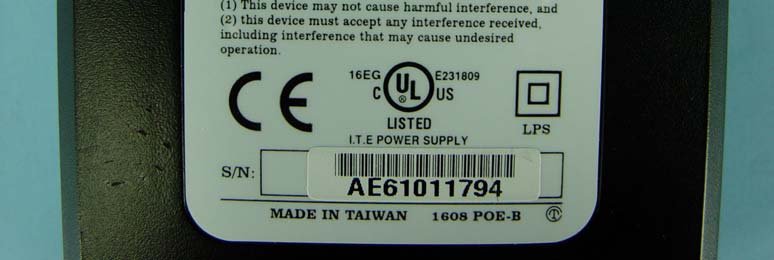 (1) This device may not cause harmful interference, and
(2) this device must accept any interference received,
including interference that may cause undesired
operation.
CE 16EG C UL ® US E231809
LISTED
I.T.E POWER SUPPLY
LPS
S/N: AE61011794
MADE IN TAIWAN 1608 POE-B